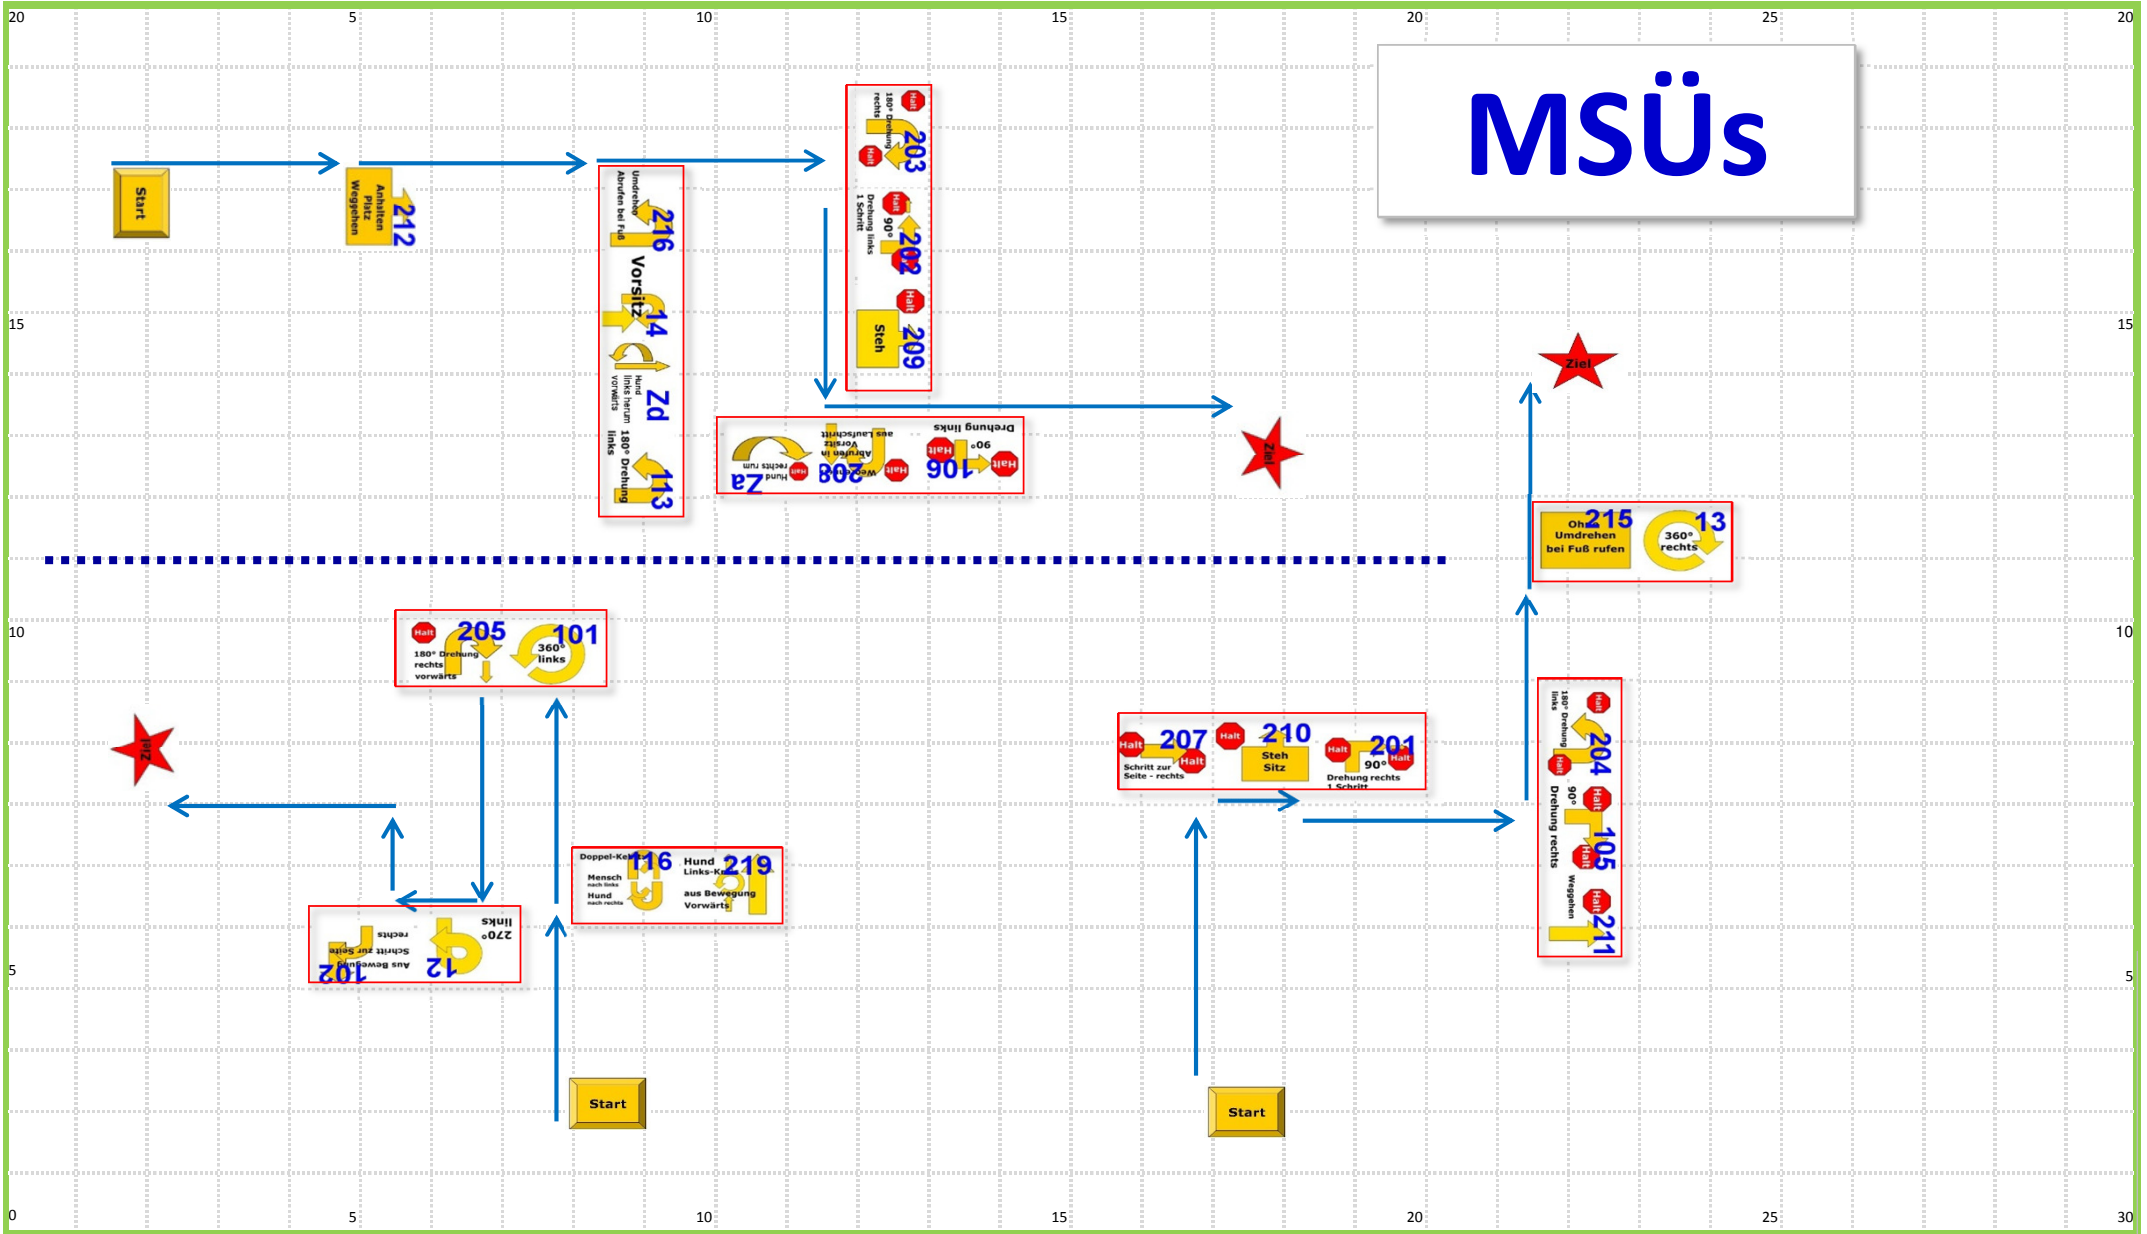 20
5
10
15
20
25
20
MSÜs
Start
Anhalten
Platz
Weggehen
212
Umdrehen
Abrufen bei Fuß
216
Vorsitz
14
Zd
Hund
links herum
vorwärts
180° Drehung
links
113
Halt
180° Drehung
rechts
Halt
203
Halt
90°
Drehung links
1 Schritt
202
Halt
Steh
209
15
15
Hund
rechts rum
Halt
Za
aus Laufschritt
Vorsitz
Abrufen in
208
Halt
Drehung links
90°
Halt
Halt
106
Ziel
Ziel
Ohne
215
Umdrehen
bei Fuß rufen
13
360°
rechts
10
10
Halt
205
180° Drehung
rechts
vorwärts
101
360°
links
Ziel
Halt
207
Halt
Schritt zur
Seite - rechts
Halt
210
Steh
Sitz
Halt
201
Halt
90°
Drehung rechts
1 Schritt
Halt
180° Drehung
links
204
Halt
Halt
90°
Drehung rechts
105
Halt
Weggehen
Halt
211
116
Mensch
nach links
Hund
nach rechts
Hund
219
aus Bewegung
Vorwärts
Aus Bewegung
Schritt zur Seite
rechts
102
270°
links
12
5
5
Start
Start
0
5
10
15
20
25
30